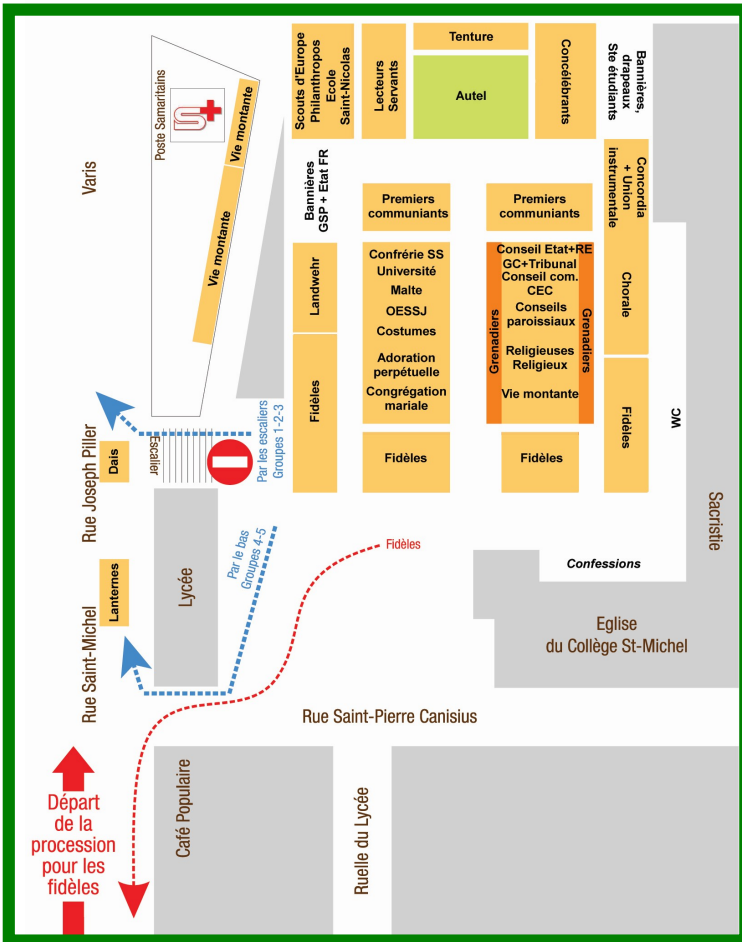 Scouts d'Europe
Philanthropos
Ecole
Saint-Nicolas
Lecteurs
Servants
Tenture
Autel
Concélébrants
Bannières,
drapeaux
Ste étudiants
Poste Samaritains
S
Vie montante
Vie montante
Varis
Bannières
GSP + Etat FR
Premiers
communiants
Premiers
communiants
Concordia
+ Union
instrumentale
Landwehr
Confrérie SS
Université
Malte
OESSJ
Costumes
Adoration
perpétuelle
Congrégation
mariale
Grenadiers
Conseil Etat+RE
GC+Tribunal
Conseil com.
CEC
Conseils
paroissiaux
Religieuses
Religieux
Vie montante
Grenadiers
Chorale
Fidèles
Fidèles
Fidèles
Fidèles
WC
Sacristie
Rue Joseph Piller
Dais
Escalier
Par les escaliers
Groupes 1-2-3
Par le bas
Groupes 4-5
Fidèles
Lanternes
Lycée
Confessions
Eglise
du Collège St-Michel
Rue Saint-Michel
Rue Saint-Pierre Canisius
Départ
de la
procession
pour les
fidèles
Café Populaire
Ruelle du Lycée